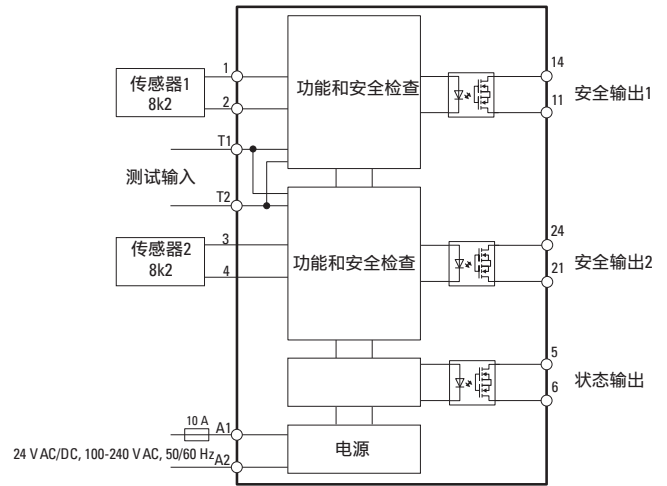 传感器1
8k2
1
2
功能和安全检查
14
11
安全输出1
T1
测试输入
T2
传感器2
8k2
3
4
功能和安全检查
24
21
安全输出2
5
6
状态输出
10 A
A1
24 V AC/DC, 100-240 V AC, 50/60 Hz
A2
电源